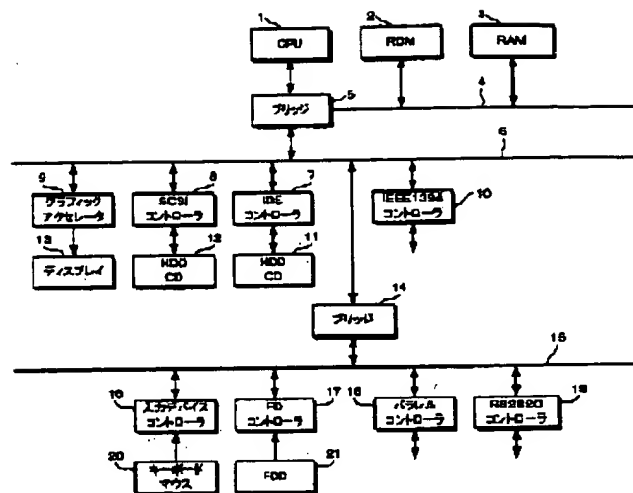 1
2
3
CPU
ROM
RAM
5
4
ブリッジ
6
9
8
7
グラフィック
アクセレータ
SCSI
コントローラ
IDE
コントローラ
IEEE1394
コントローラ
10
13
12
11
ディスプレイ
HDD
CD
HDD
CD
14
ブリッジ
15
16
入力デバイス
コントローラ
17
FD
コントローラ
18
パラレル
コントローラ
19
RS232C
コントローラ
20
キーボード
マウス
21
FDD